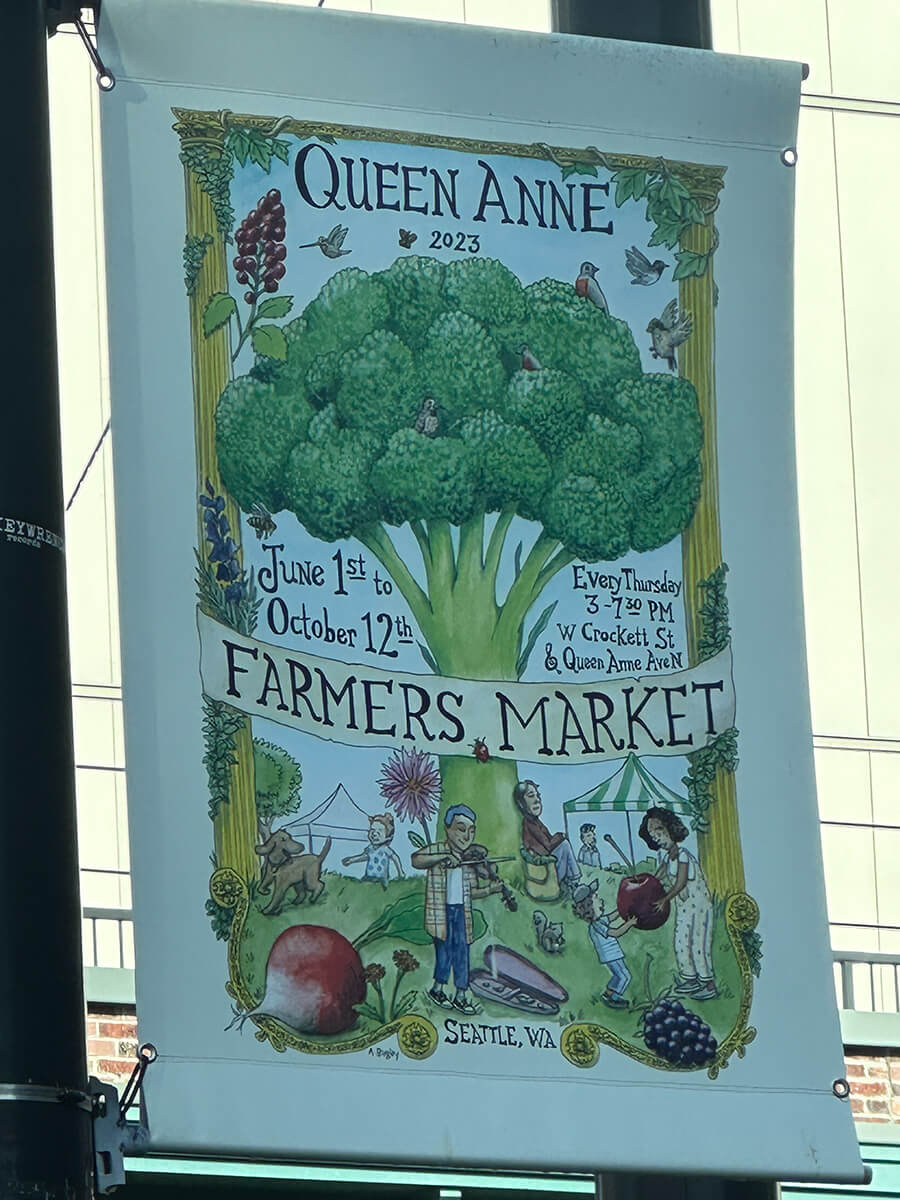 QUEEN ANNE
2023
June 1st to
October 12th
Every Thursday
3-7:30 PM
W Crockett St
& Queen Anne Ave N
FARMERS MARKET
SEATTLE, WA
records